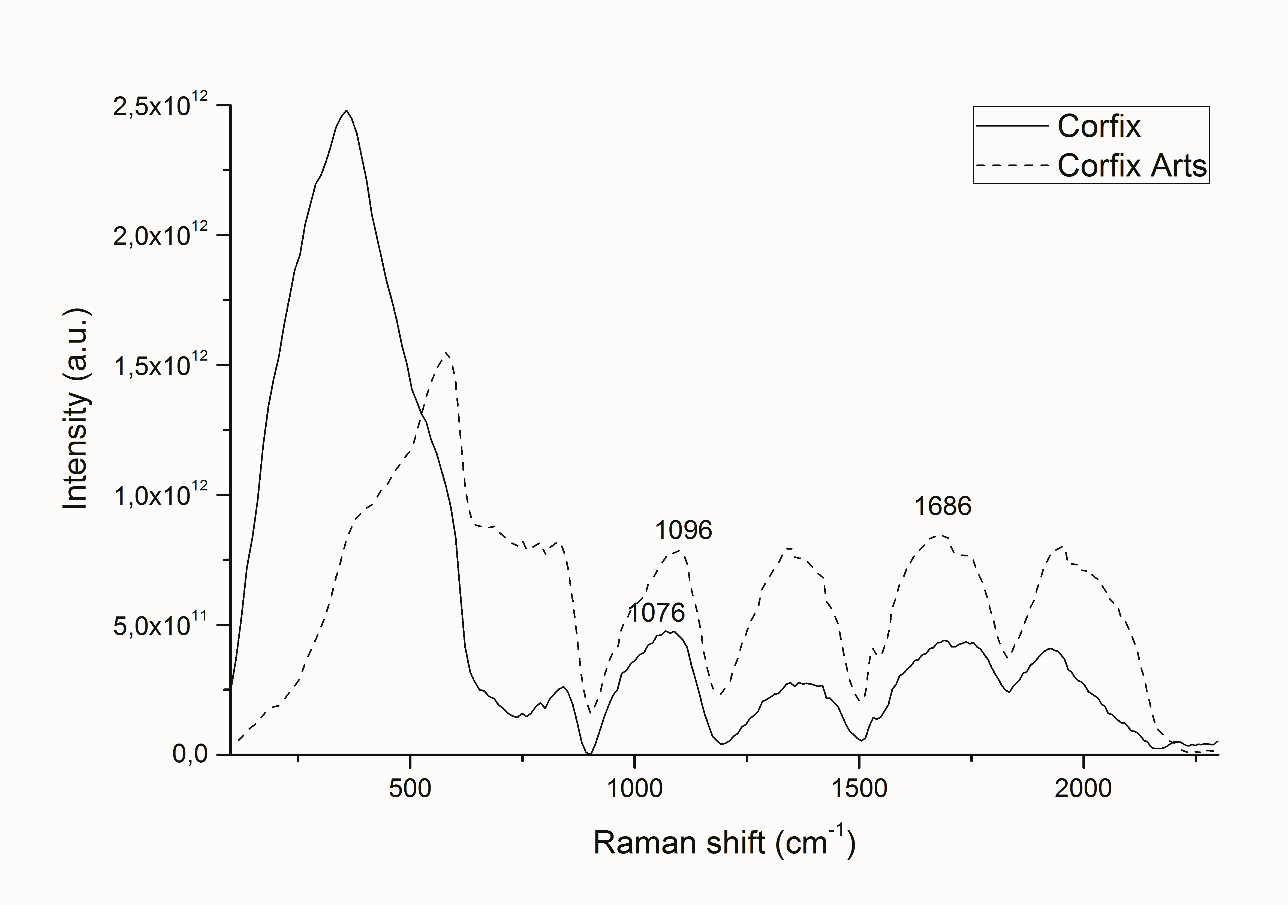 2,5x10¹²
2,0x10¹²
1,5x10¹²
1,0x10¹²
5,0x10¹¹
0,0
Intensity (a.u.)
Corfix
Corfix Arts
1096
1076
1686
500
1000
1500
2000
Raman shift (cm⁻¹)